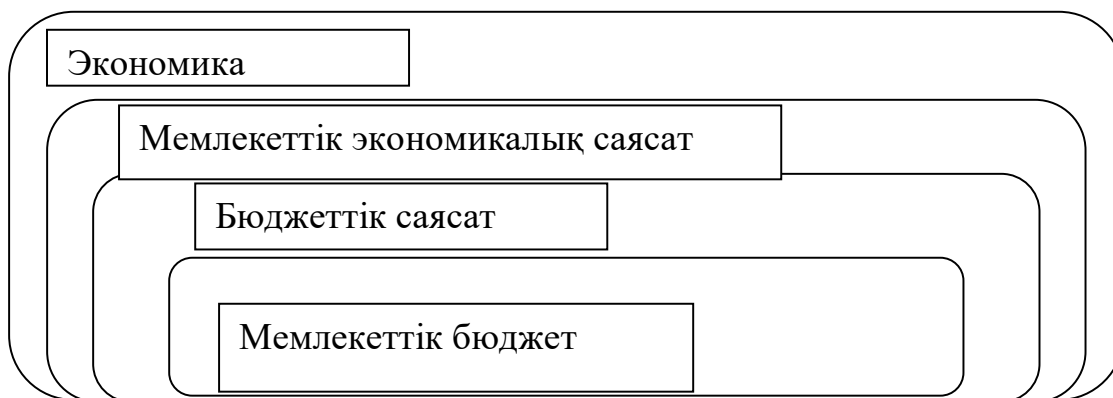 Экономика
Мемлекеттік экономикалық саясат
Бюджеттік саясат
Мемлекеттік бюджет